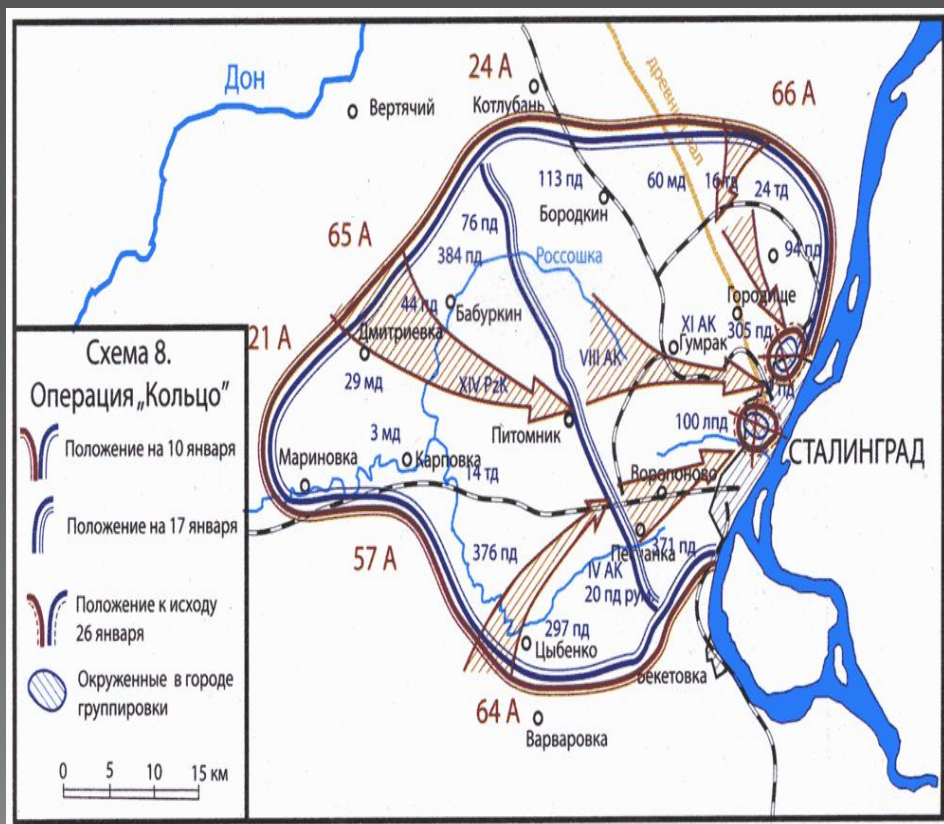 Дон
24 А
66 А
Вертячий
Котлубань
древний вал
113 пд
60 мд
16 тд
24 тд
Бородкин
76 пд
65 А
384 пд
Россошка
94 пд
44 пд
Бабуркин
Городище
21 А
Дмитриевка
XI АК
305 пд
Гумрак
VIII АК
29 мд
XIV PzK
пд
3 мд
Питомник
100 лпд
СТАЛИНГРАД
Мариновка
Карповка
14 тд
Воропоново
57 А
376 пд
Песчанка
371 пд
IV АК
20 пд рум
297 пд
Цыбенко
Бекетовка
64 А
Варваровка
Схема 8.
Операция „Кольцо”
Положение на 10 января
Положение на 17 января
Положение к исходу
26 января
Окруженные в городе
группировки
0 5 10 15 км